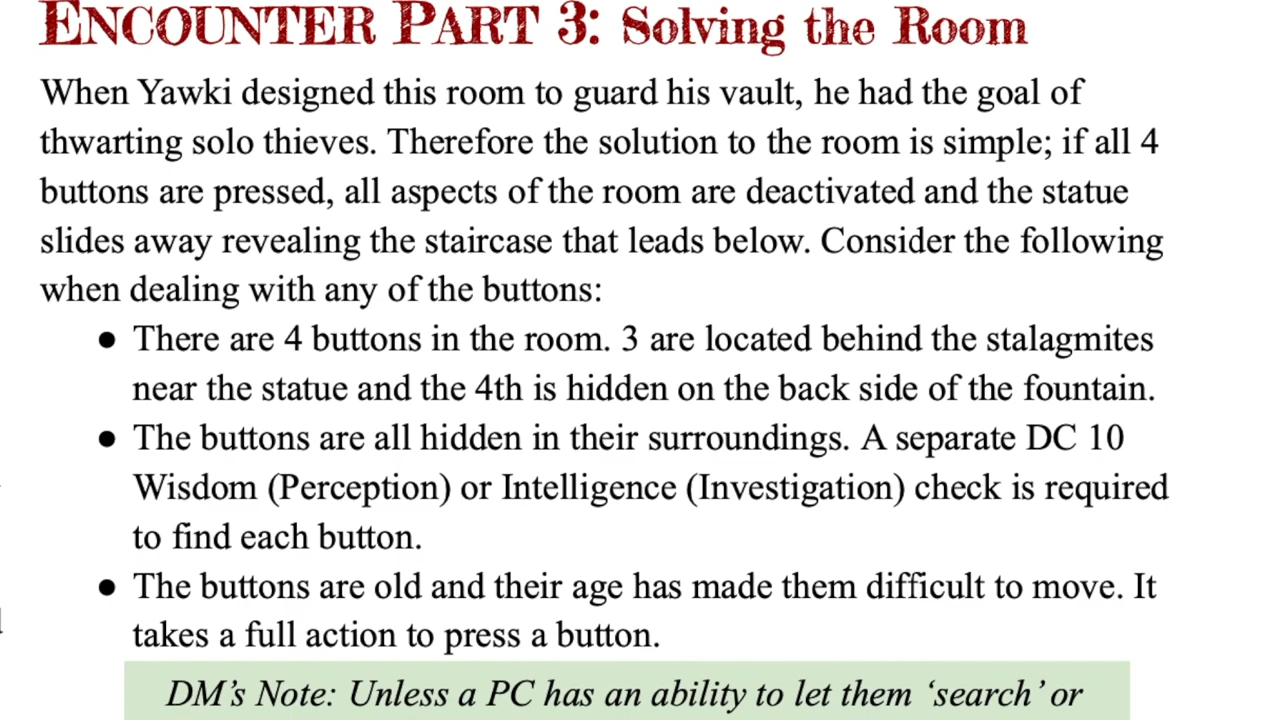 ENCOUNTER PART 3: Solving the Room
When Yawki designed this room to guard his vault, he had the goal of
thwarting solo thieves. Therefore the solution to the room is simple; if all 4
buttons are pressed, all aspects of the room are deactivated and the statue
slides away revealing the staircase that leads below. Consider the following
when dealing with any of the buttons:
● There are 4 buttons in the room. 3 are located behind the stalagmites
near the statue and the 4th is hidden on the back side of the fountain.
● The buttons are all hidden in their surroundings. A separate DC 10
Wisdom (Perception) or Intelligence (Investigation) check is required
to find each button.
● The buttons are old and their age has made them difficult to move. It
takes a full action to press a button.
DM’s Note: Unless a PC has an ability to let them ‘search’ or